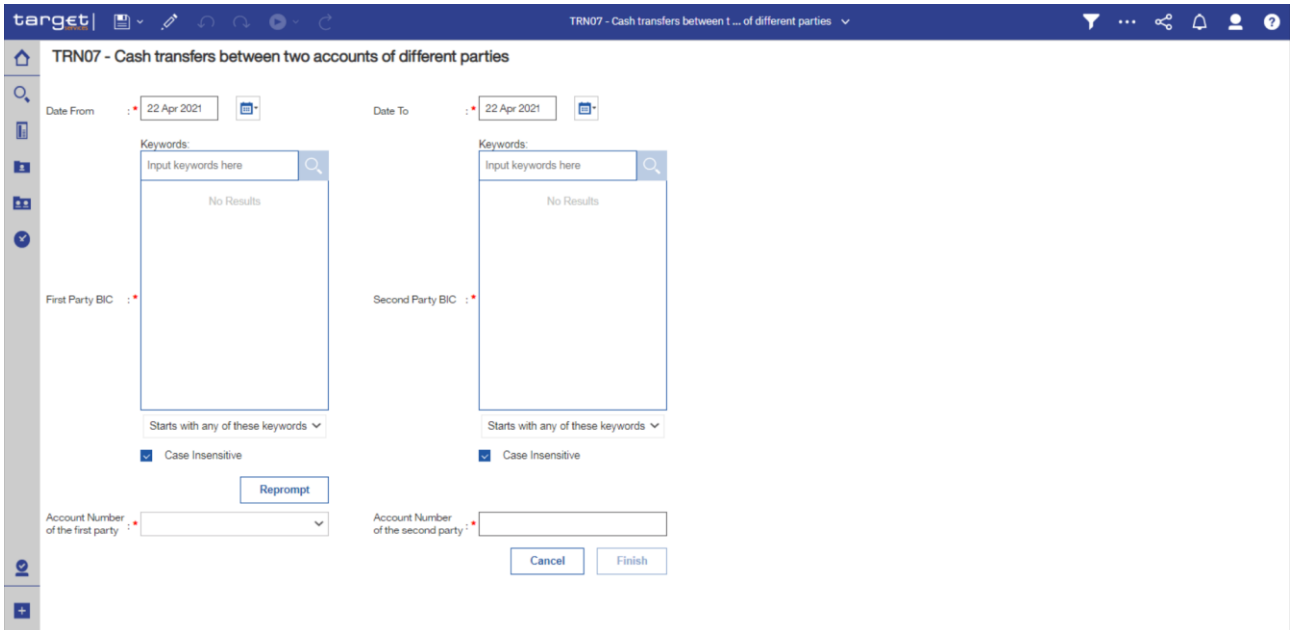 target|
SERVICES
TRN07 - Cash transfers between t ... of different parties
TRN07 - Cash transfers between two accounts of different parties
Date From : * 22 Apr 2021
Date To : * 22 Apr 2021
Keywords:
Keywords:
Input keywords here
Input keywords here
No Results
No Results
First Party BIC : *
Second Party BIC : *
Starts with any of these keywords
Starts with any of these keywords
Case Insensitive
Case Insensitive
Reprompt
Account Number
of the first party : *
Account Number
of the second party : *
Cancel
Finish